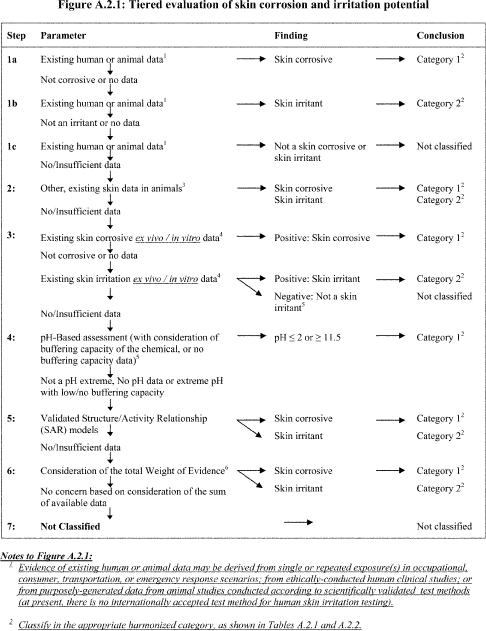 Figure A.2.1: Tiered evaluation of skin corrosion and irritation potential
Step Parameter Finding Conclusion
1a Existing human or animal data1 Skin corrosive Category 12
Not corrosive or no data
1b Existing human or animal data1 Skin irritant Category 22
Not an irritant or no data
1c Existing human or animal data1 Not a skin corrosive or Not classified
skin irritant
No/Insufficient data
2: Other, existing skin data in animals3 Skin corrosive Category 12
Skin irritant Category 22
No/Insufficient data
3: Existing skin corrosive ex vivo / in vitro data4 Positive: Skin corrosive Category 12
Not corrosive or no data
Existing skin irritation ex vivo / in vitro data4 Positive: Skin irritant Category 22
Negative: Not a skin Not classified
irritant5
No/Insufficient data
4: pH-Based assessment (with consideration of pH ≤ 2 or ≥ 11.5 Category 12
buffering capacity of the chemical, or no
buffering capacity data)5
Not a pH extreme, No pH data or extreme pH
with low/no buffering capacity
5: Validated Structure/Activity Relationship Skin corrosive Category 12
(SAR) models Skin irritant Category 22
No/Insufficient data
6: Consideration of the total Weight of Evidence6 Skin corrosive Category 12
Skin irritant Category 22
No concern based on consideration of the sum
of available data
7: Not Classified Not classified
Notes to Figure A.2.1:
1 Evidence of existing human or animal data may be derived from single or repeated exposure(s) in occupational,
consumer, transportation, or emergency response scenarios; from ethically-conducted human clinical studies; or
from purposely-generated data from animal studies conducted according to scientifically validated test methods
(at present, there is no internationally accepted test method for human skin irritation testing).
2 Classify in the appropriate harmonized category, as shown in Tables A.2.1 and A.2.2.